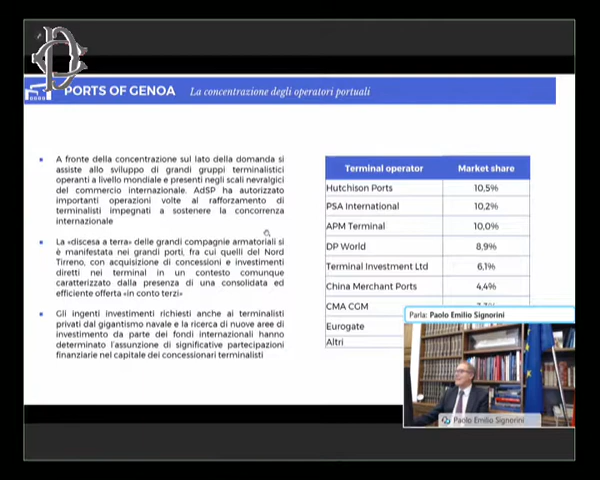 PORTS OF GENOA
La concentrazione degli operatori portuali
A fronte della concentrazione sul lato della domanda si
assiste allo sviluppo di grandi gruppi terminalistici
operanti a livello mondiale e presenti negli scali nevralgici
del commercio internazionale. AdSP ha autorizzato
importanti operazioni volte al rafforzamento di
terminalisti impegnati a sostenere la concorrenza
internazionale
La «discesa a terra» delle grandi compagnie armatoriali si
è manifestata nei grandi porti, fra cui quelli del Nord
Tirreno, con acquisizione di concessioni e investimenti
diretti nei terminal in un contesto comunque
caratterizzato dalla presenza di una consolidata ed
efficiente offerta «in conto terzi»
Gli ingenti investimenti richiesti anche ai terminalisti
privati dal gigantismo navale e la ricerca di nuove aree di
investimento da parte dei fondi internazionali hanno
determinato l'assunzione di significative partecipazioni
finanziarie nel capitale dei concessionari terminalisti
Terminal operator Market share
Hutchison Ports 10,5%
PSA International 10,2%
APM Terminal 10,0%
DP World 8,9%
Terminal Investment Ltd 6,1%
China Merchant Ports 4,4%
CMA CGM
Eurogate
Altri
Parla: Paolo Emilio Signorini
Paolo Emilio Signorini